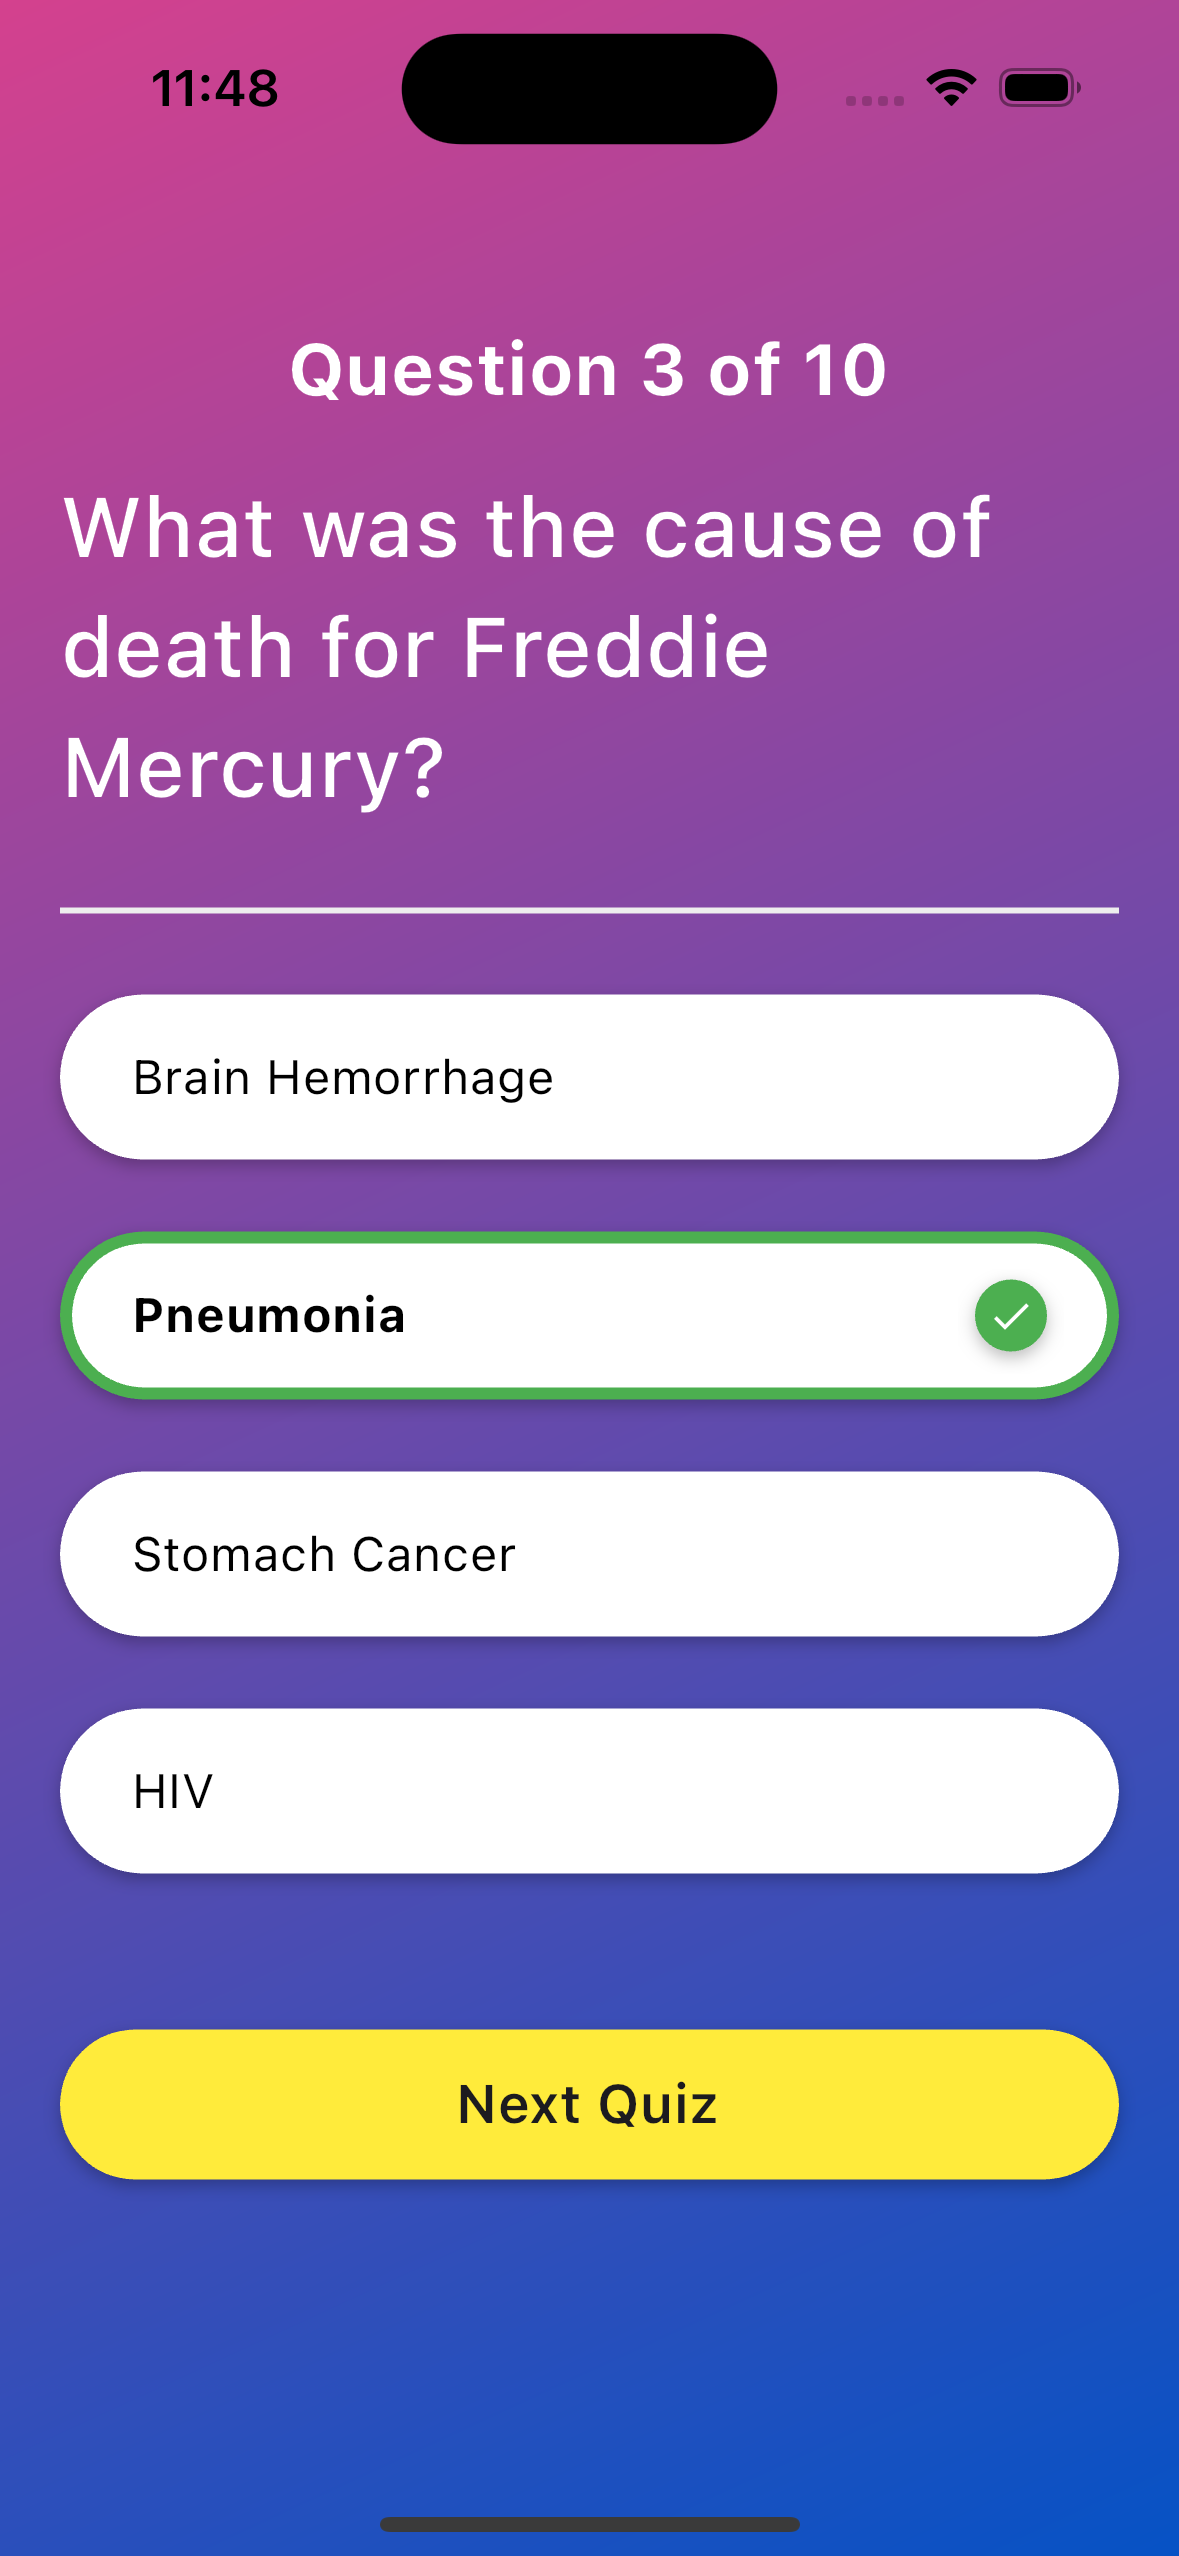 11:48
Question 3 of 10
What was the cause of
death for Freddie
Mercury?
Brain Hemorrhage
Pneumonia
Stomach Cancer
HIV
Next Quiz